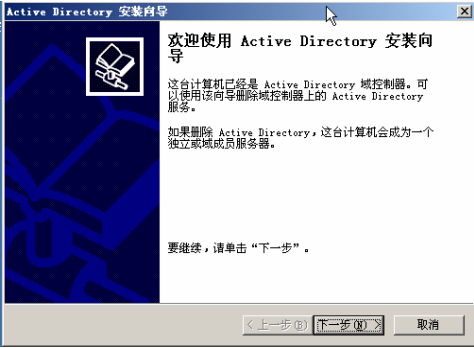 Active Directory 安装向导
欢迎使用 Active Directory 安装向
导
这台计算机已经是 Active Directory 域控制器。可
以使用该向导删除域控制器上的 Active Directory
服务。
如果删除 Active Directory，这台计算机会成为一个
独立或域成员服务器。
要继续，请单击“下一步”。
< 上一步(B)
下一步(N) >
取消